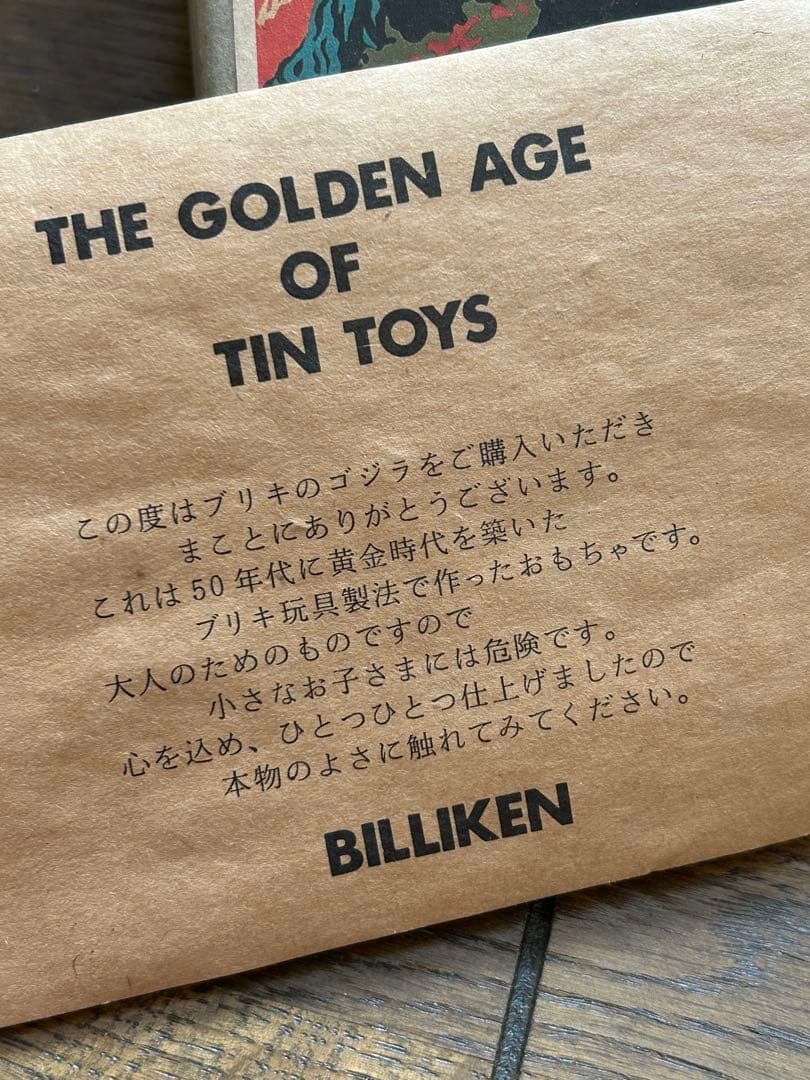 THE GOLDEN AGE
OF
TIN TOYS
この度はブリキのゴジラをご購入いただき
まことにありがとうございます。
これは50年代に黄金時代を築いた
ブリキ玩具製法で作ったおもちゃです。
大人のためのものですので
小さなお子さまには危険です。
心を込め、ひとつひとつ仕上げましたので
本物のよさに触れてみてください。
BILLIKEN